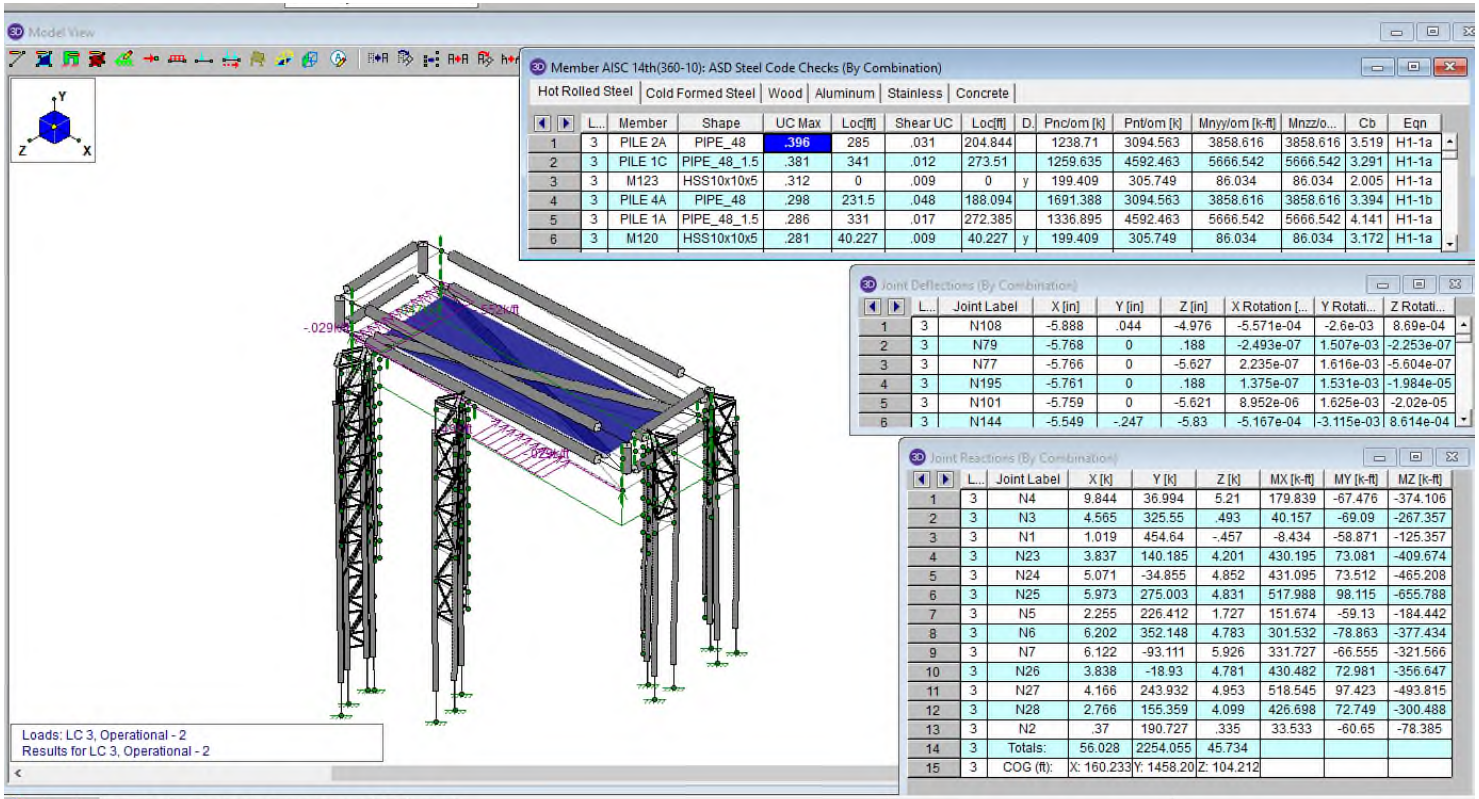 3D Model View
Y
Z
X
-.029k/ft
-.552k/ft
-.029k/ft
Loads: LC 3, Operational - 2
Results for LC 3, Operational - 2
3D Member AISC 14th(360-10): ASD Steel Code Checks (By Combination)
Hot Rolled Steel Cold Formed Steel Wood Aluminum Stainless Concrete
L... Member Shape UC Max Loc[ft] Shear UC Loc[ft] D. Pnc/om [k] Pnt/om [k] Mnyy/om [k-ft] Mnzz/o... Cb Eqn
1 3 PILE 2A PIPE_48 .396 285 .031 204.844 1238.71 3094.563 3858.616 3858.616 3.519 H1-1a
2 3 PILE 1C PIPE_48_1.5 .381 341 .012 273.51 1259.635 4592.463 5666.542 5666.542 3.291 H1-1a
3 3 M123 HSS10x10x5 .312 0 .009 0 y 199.409 305.749 86.034 86.034 2.005 H1-1a
4 3 PILE 4A PIPE_48 .298 231.5 .048 188.094 1691.388 3094.563 3858.616 3858.616 3.394 H1-1b
5 3 PILE 1A PIPE_48_1.5 .286 331 .017 272.385 1336.895 4592.463 5666.542 5666.542 4.141 H1-1a
6 3 M120 HSS10x10x5 .281 40.227 .009 40.227 y 199.409 305.749 86.034 86.034 3.172 H1-1a
3D Joint Deflections (By Combination)
L... Joint Label X [in] Y [in] Z [in] X Rotation [... Y Rotati... Z Rotati...
1 3 N108 -5.888 .044 -4.976 -5.571e-04 -2.6e-03 8.69e-04
2 3 N79 -5.768 0 .188 -2.493e-07 1.507e-03 -2.253e-07
3 3 N77 -5.766 0 -5.627 2.235e-07 1.616e-03 -5.604e-07
4 3 N195 -5.761 0 .188 1.375e-07 1.531e-03 -1.984e-05
5 3 N101 -5.759 0 -5.621 8.952e-06 1.625e-03 -2.02e-05
6 3 N144 -5.549 -.247 -5.83 -5.167e-04 -3.115e-03 8.614e-04
3D Joint Reactions (By Combination)
L... Joint Label X [k] Y [k] Z [k] MX [k-ft] MY [k-ft] MZ [k-ft]
1 3 N4 9.844 36.994 5.21 179.839 -67.476 -374.106
2 3 N3 4.565 325.55 .493 40.157 -69.09 -267.357
3 3 N1 1.019 454.64 -.457 -8.434 -58.871 -125.357
4 3 N23 3.837 140.185 4.201 430.195 73.081 -409.674
5 3 N24 5.071 -34.855 4.852 431.095 73.512 -465.208
6 3 N25 5.973 275.003 4.831 517.988 98.115 -655.788
7 3 N5 2.255 226.412 1.727 151.674 -59.13 -184.442
8 3 N6 6.202 352.148 4.783 301.532 -78.863 -377.434
9 3 N7 6.122 -93.111 5.926 331.727 -66.555 -321.566
10 3 N26 3.838 -18.93 4.781 430.482 72.981 -356.647
11 3 N27 4.166 243.932 4.953 518.545 97.423 -493.815
12 3 N28 2.766 155.359 4.099 426.698 72.749 -300.488
13 3 N2 .37 190.727 .335 33.533 -60.65 -78.385
14 3 Totals: 56.028 2254.055 45.734
15 3 COG (ft): X: 160.233 Y: 1458.20 Z: 104.212